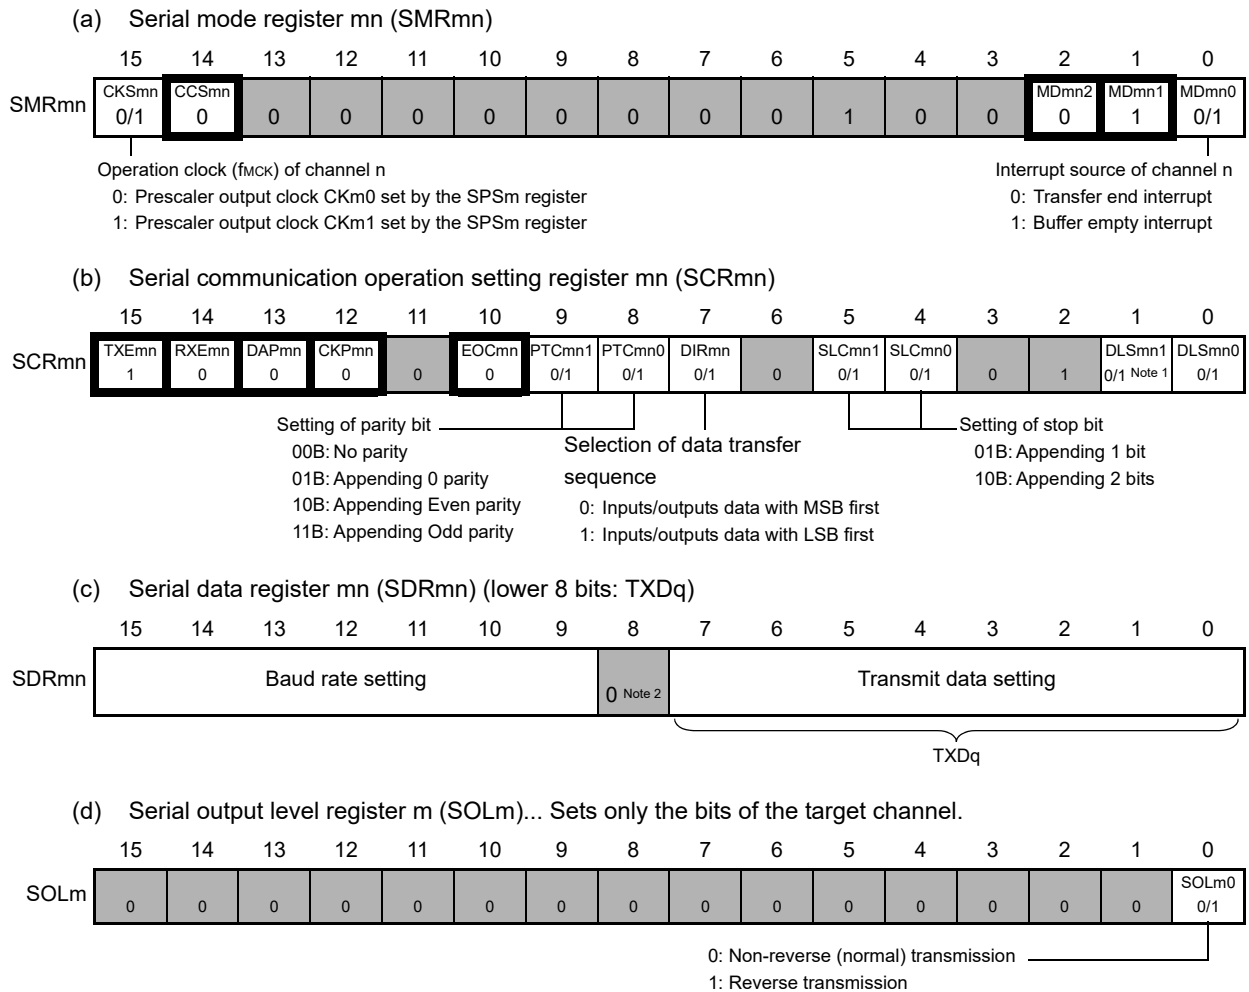 (a) Serial mode register mn (SMRmn)
15 14 13 12 11 10 9 8 7 6 5 4 3 2 1 0
SMRmn
CKSmn CCSmn MDmn2 MDmn1 MDmn0
0/1 0 0 0 0 0 0 0 0 0 1 0 0 0 1 0/1
Operation clock (fMCK) of channel n
0: Prescaler output clock CKm0 set by the SPSm register
1: Prescaler output clock CKm1 set by the SPSm register
Interrupt source of channel n
0: Transfer end interrupt
1: Buffer empty interrupt
(b) Serial communication operation setting register mn (SCRmn)
15 14 13 12 11 10 9 8 7 6 5 4 3 2 1 0
SCRmn
TXEmn RXEmn DAPmn CKPmn EOCmn PTCmn1 PTCmn0 DIRmn SLCmn1 SLCmn0 DLSmn1 DLSmn0
1 0 0 0 0 0 0/1 0/1 0/1 0 0/1 0/1 0 1 0/1 Note 1 0/1
Setting of parity bit
00B: No parity
01B: Appending 0 parity
10B: Appending Even parity
11B: Appending Odd parity
Selection of data transfer
sequence
0: Inputs/outputs data with MSB first
1: Inputs/outputs data with LSB first
Setting of stop bit
01B: Appending 1 bit
10B: Appending 2 bits
(c) Serial data register mn (SDRmn) (lower 8 bits: TXDq)
15 14 13 12 11 10 9 8 7 6 5 4 3 2 1 0
SDRmn
Baud rate setting
0 Note 2
Transmit data setting
TXDq
(d) Serial output level register m (SOLm)... Sets only the bits of the target channel.
15 14 13 12 11 10 9 8 7 6 5 4 3 2 1 0
SOLm
SOLm0
0 0 0 0 0 0 0 0 0 0 0 0 0 0 0 0/1
0: Non-reverse (normal) transmission
1: Reverse transmission